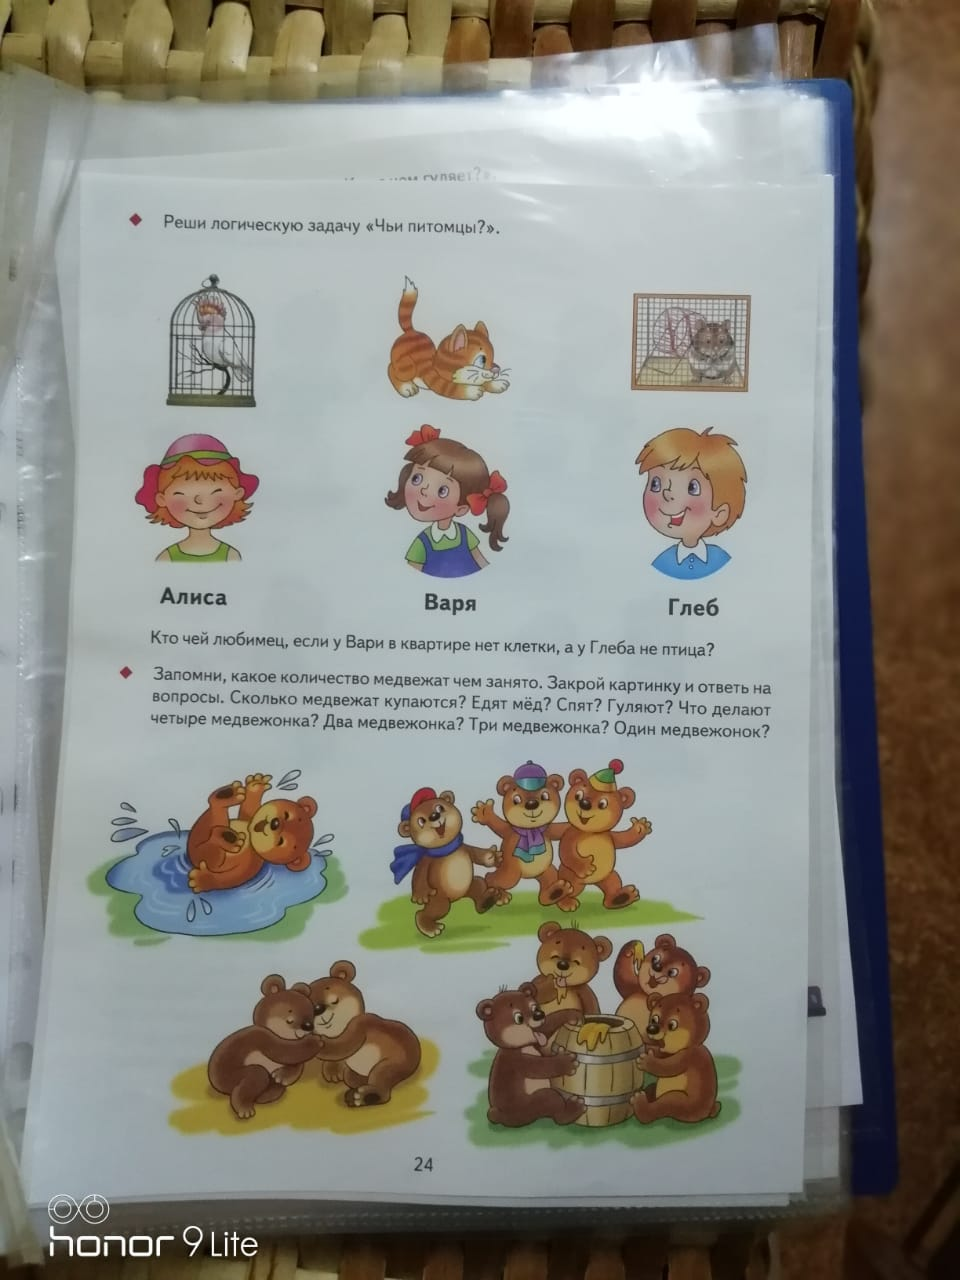 чем гуляет?».
Реши логическую задачу «Чьи питомцы?».
Алиса
Варя
Глеб
Кто чей любимец, если у Вари в квартире нет клетки, а у Глеба не птица?
Запомни, какое количество медвежат чем занято. Закрой картинку и ответь на
вопросы. Сколько медвежат купаются? Едят мёд? Спят? Гуляют? Что делают
четыре медвежонка? Два медвежонка? Три медвежонка? Один медвежонок?
24
honor 9 Lite